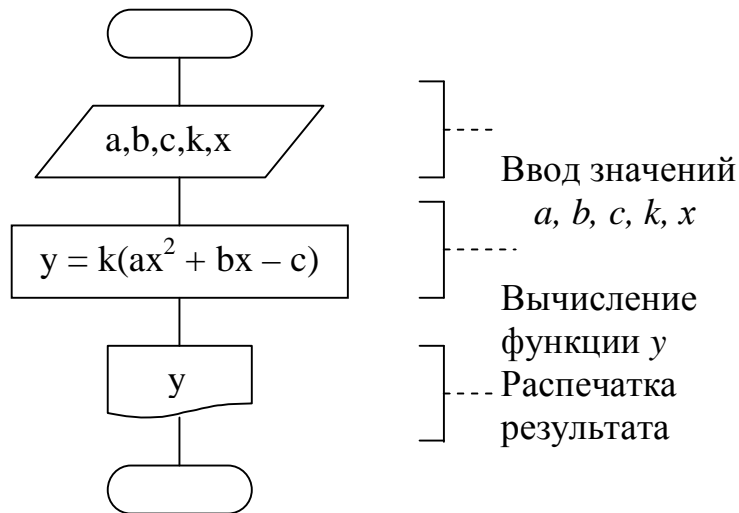 a,b,c,k,x
Ввод значений
a, b, c, k, x
y = k(ax² + bx – c)
Вычисление
функции y
y
Распечатка
результата